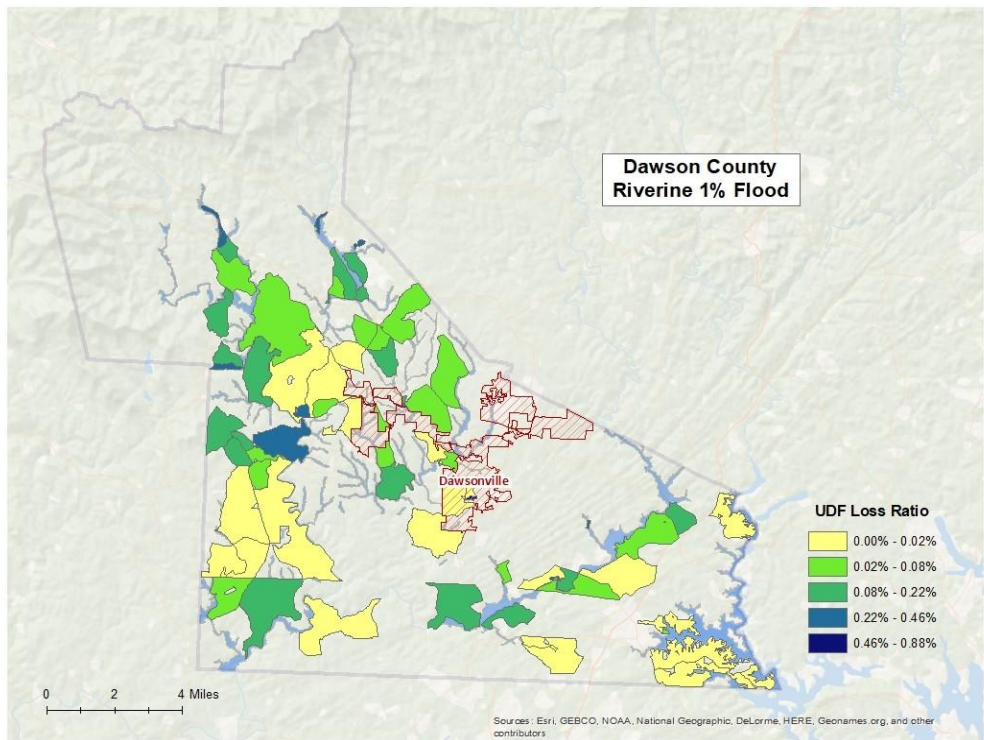 Dawson County
Riverine 1% Flood
Dawsonville
UDF Loss Ratio
0.00% - 0.02%
0.02% - 0.08%
0.08% - 0.22%
0.22% - 0.46%
0.46% - 0.88%
0 2 4 Miles
Sources: Esri, GEBCO, NOAA, National Geographic, DeLorme, HERE, Geonames.org, and other
contributors